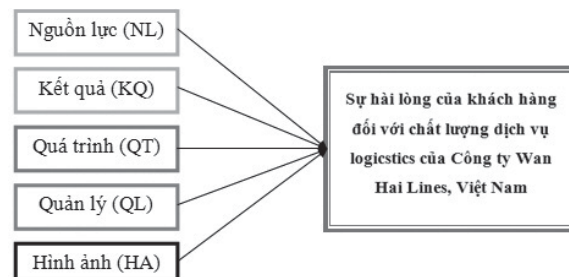 Nguồn lực (NL)
Kết quả (KQ)
Quá trình (QT)
Quản lý (QL)
Hình ảnh (HA)
Sự hài lòng của khách hàng
đối với chất lượng dịch vụ
logicstics của Công ty Wan
Hai Lines, Việt Nam